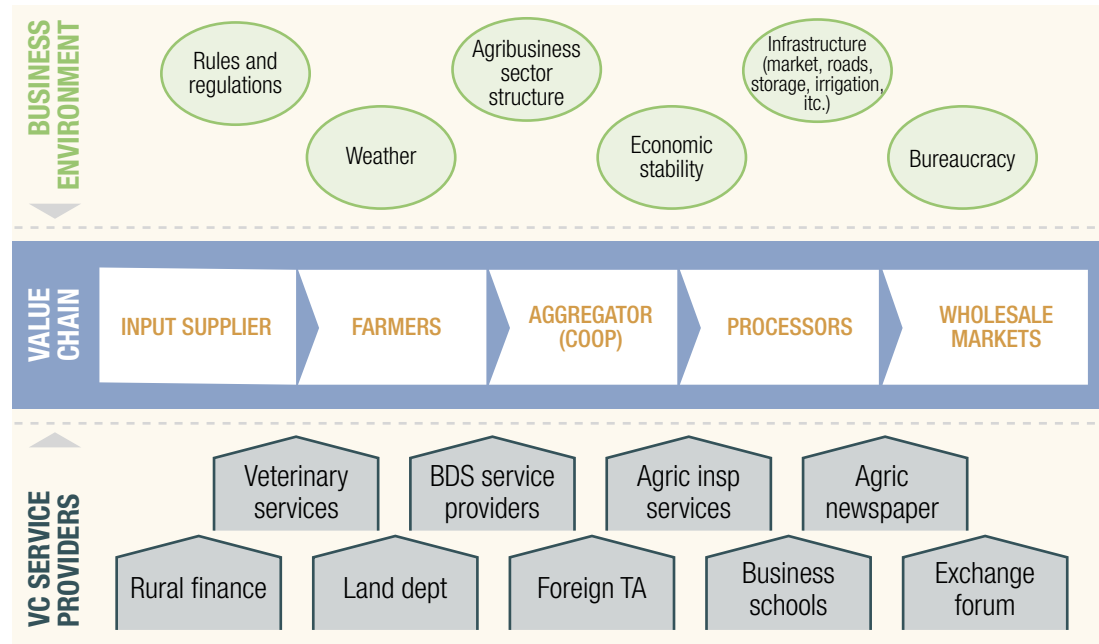 BUSINESS
ENVIRONMENT
Rules and
regulations
Weather
Agribusiness
sector
structure
Economic
stability
Infrastructure
(market, roads,
storage, irrigation,
itc.)
Bureaucracy
VALUE
CHAIN
INPUT SUPPLIER
FARMERS
AGGREGATOR
(COOP)
PROCESSORS
WHOLESALE
MARKETS
VC SERVICE
PROVIDERS
Veterinary
services
BDS service
providers
Agric insp
services
Agric
newspaper
Rural finance
Land dept
Foreign TA
Business
schools
Exchange
forum